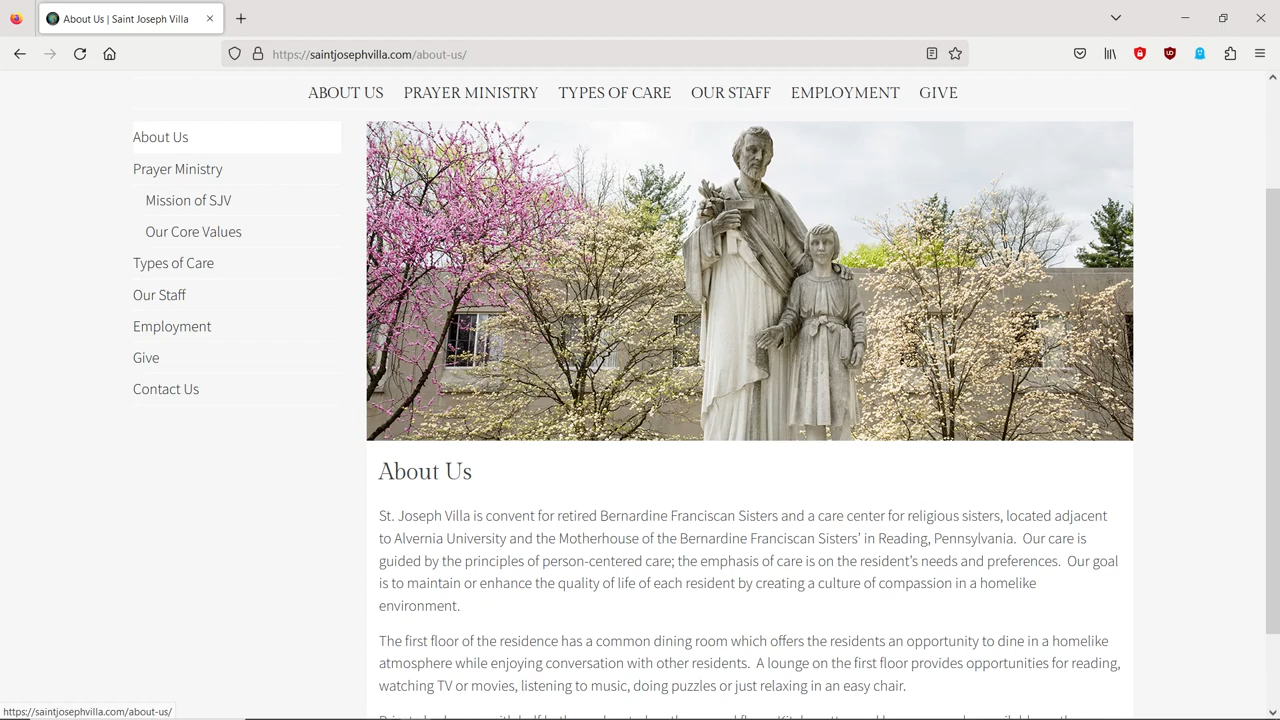 About Us | Saint Joseph Villa
https://saintjosephvilla.com/about-us/
ABOUT US PRAYER MINISTRY TYPES OF CARE OUR STAFF EMPLOYMENT GIVE
About Us
Prayer Ministry
Mission of SJV
Our Core Values
Types of Care
Our Staff
Employment
Give
Contact Us
About Us
St. Joseph Villa is convent for retired Bernardine Franciscan Sisters and a care center for religious sisters, located adjacent
to Alvernia University and the Motherhouse of the Bernardine Franciscan Sisters' in Reading, Pennsylvania. Our care is
guided by the principles of person-centered care; the emphasis of care is on the resident's needs and preferences. Our goal
is to maintain or enhance the quality of life of each resident by creating a culture of compassion in a homelike
environment.
The first floor of the residence has a common dining room which offers the residents an opportunity to dine in a homelike
atmosphere while enjoying conversation with other residents. A lounge on the first floor provides opportunities for reading,
watching TV or movies, listening to music, doing puzzles or just relaxing in an easy chair.
https://saintjosephvilla.com/about-us/